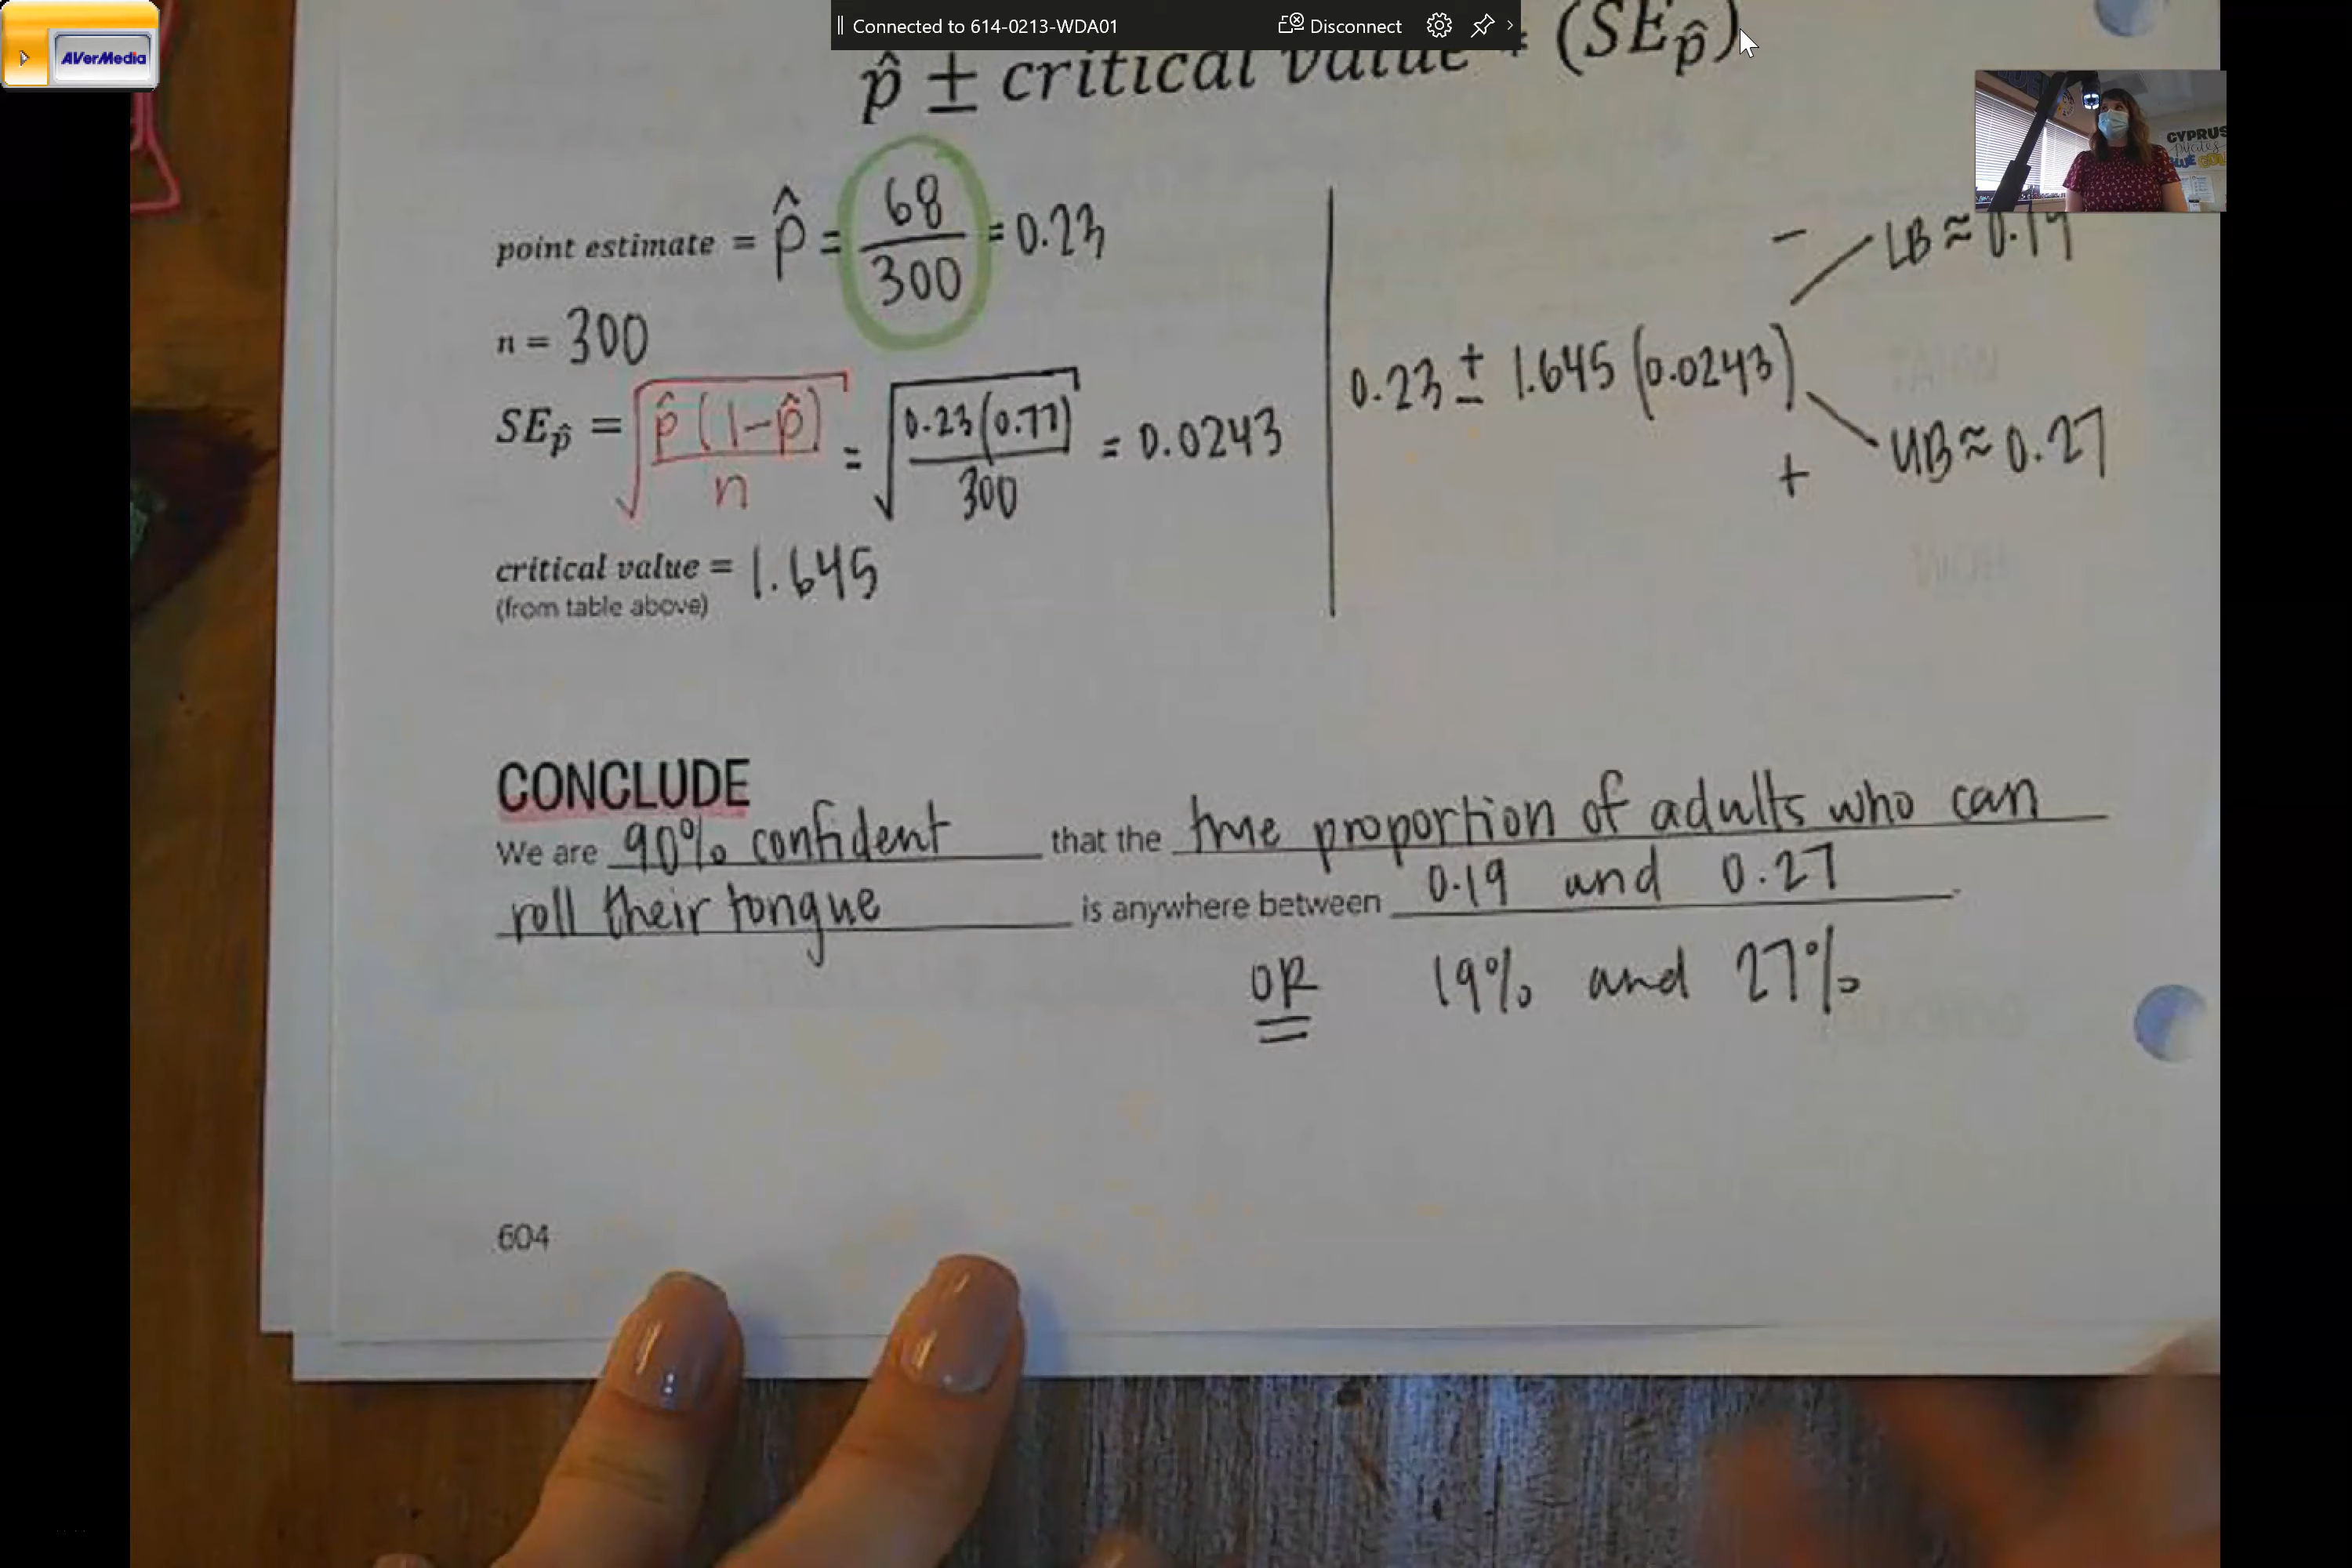 AVerMedia
Connected to 614-0213-WDA01 Disconnect
p̂ ± critical value * (SE_p̂)
CYPRUS
point estimate = p̂ = 68/300 = 0.23
n = 300
SE_p̂ = √(p̂(1-p̂)/n) = √(0.23(0.77)/300) = 0.0243
critical value = 1.645
(from table above)
- LB ≈ 0.19
0.23 ± 1.645 (0.0243)
+ UB ≈ 0.27
CONCLUDE
We are 90% confident that the true proportion of adults who can
roll their tongue is anywhere between 0.19 and 0.27.
OR 19% and 27%
604